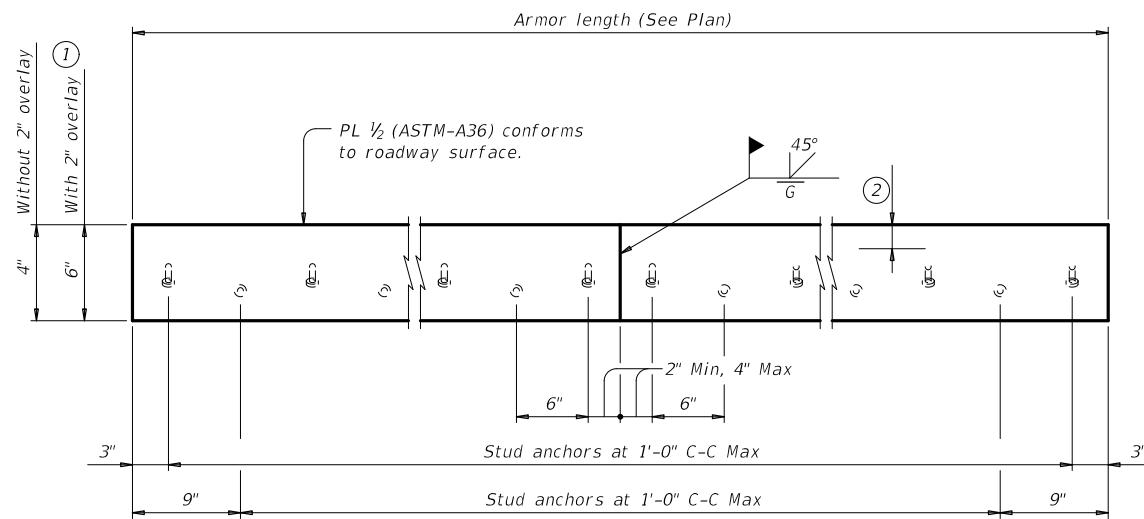 Armor length (See Plan)
Without 2" overlay
With 2" overlay
1
PL ½ (ASTM-A36) conforms
to roadway surface.
45°
G
2
4"
6"
2" Min, 4" Max
6"
6"
3"
Stud anchors at 1'-0" C-C Max
3"
9"
Stud anchors at 1'-0" C-C Max
9"